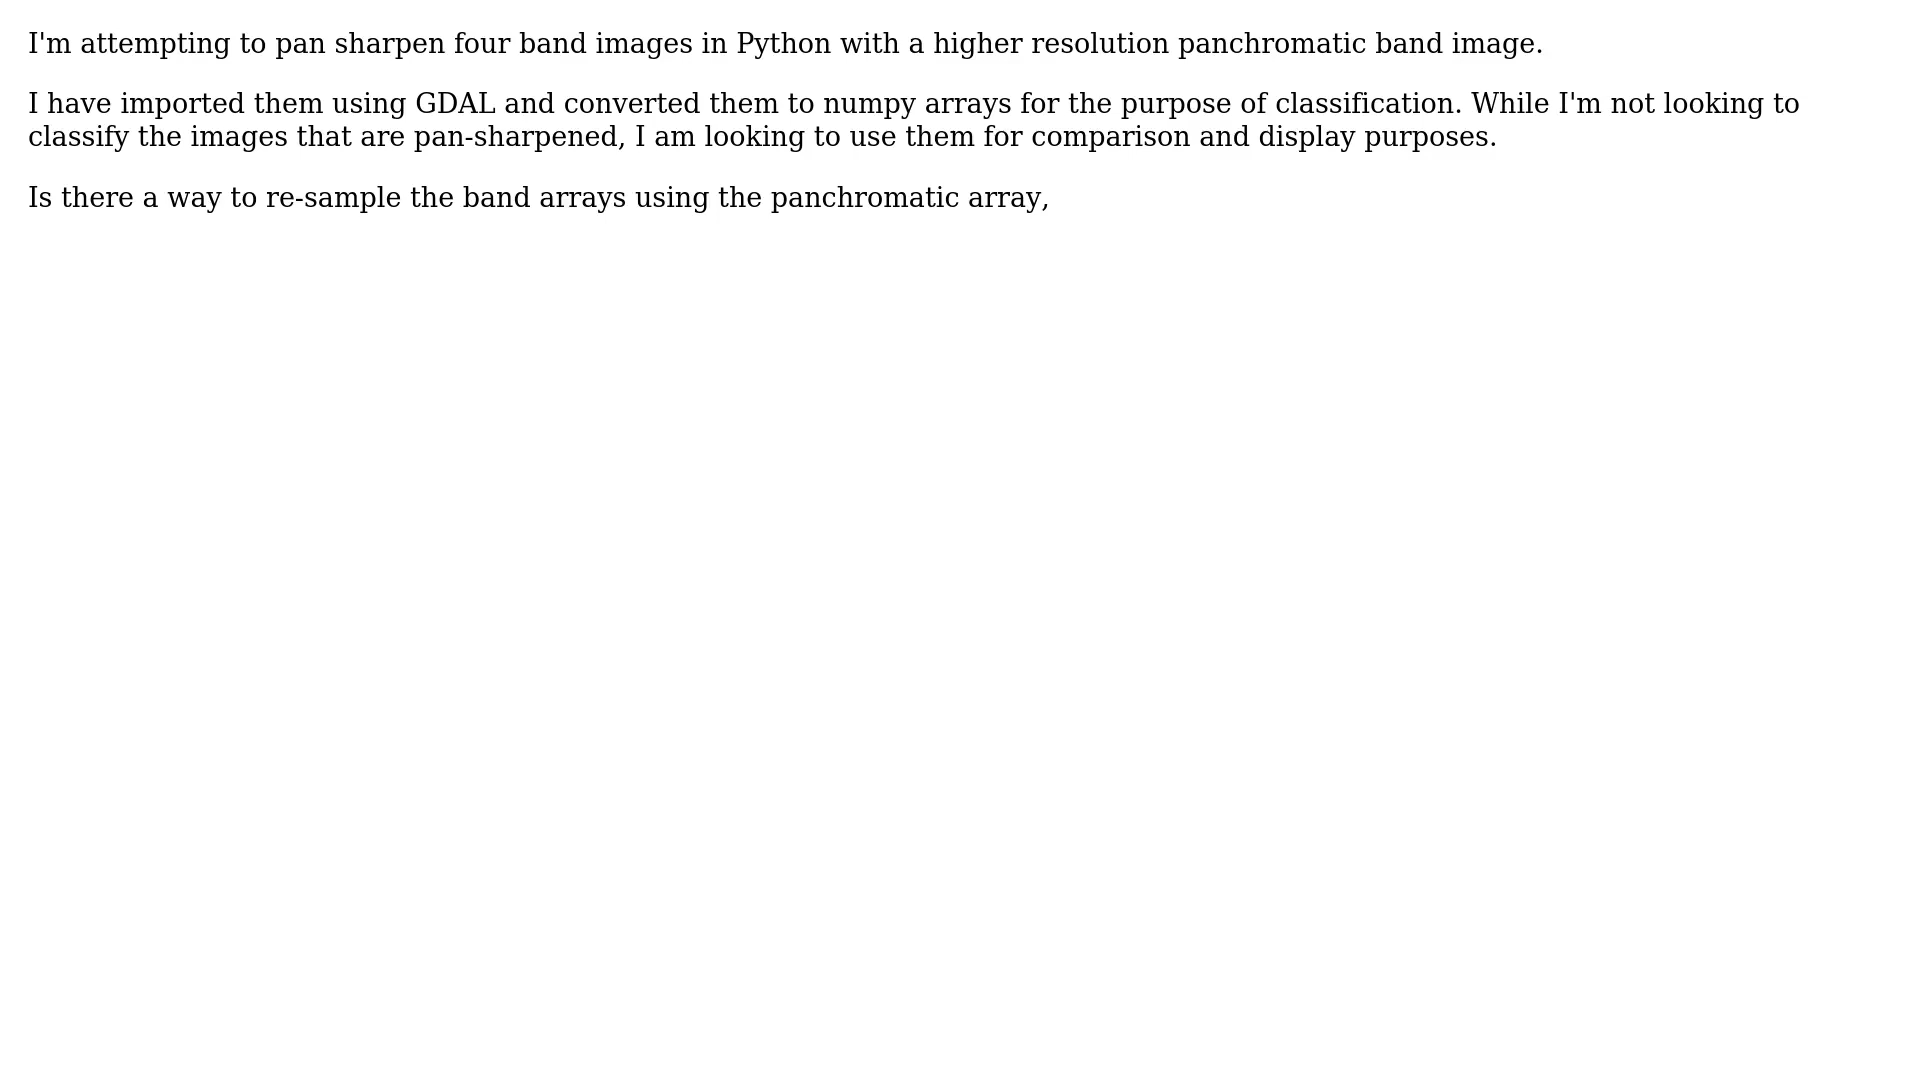 I'm attempting to pan sharpen four band images in Python with a higher resolution panchromatic band image.
I have imported them using GDAL and converted them to numpy arrays for the purpose of classification. While I'm not looking to
classify the images that are pan-sharpened, I am looking to use them for comparison and display purposes.
Is there a way to re-sample the band arrays using the panchromatic array,